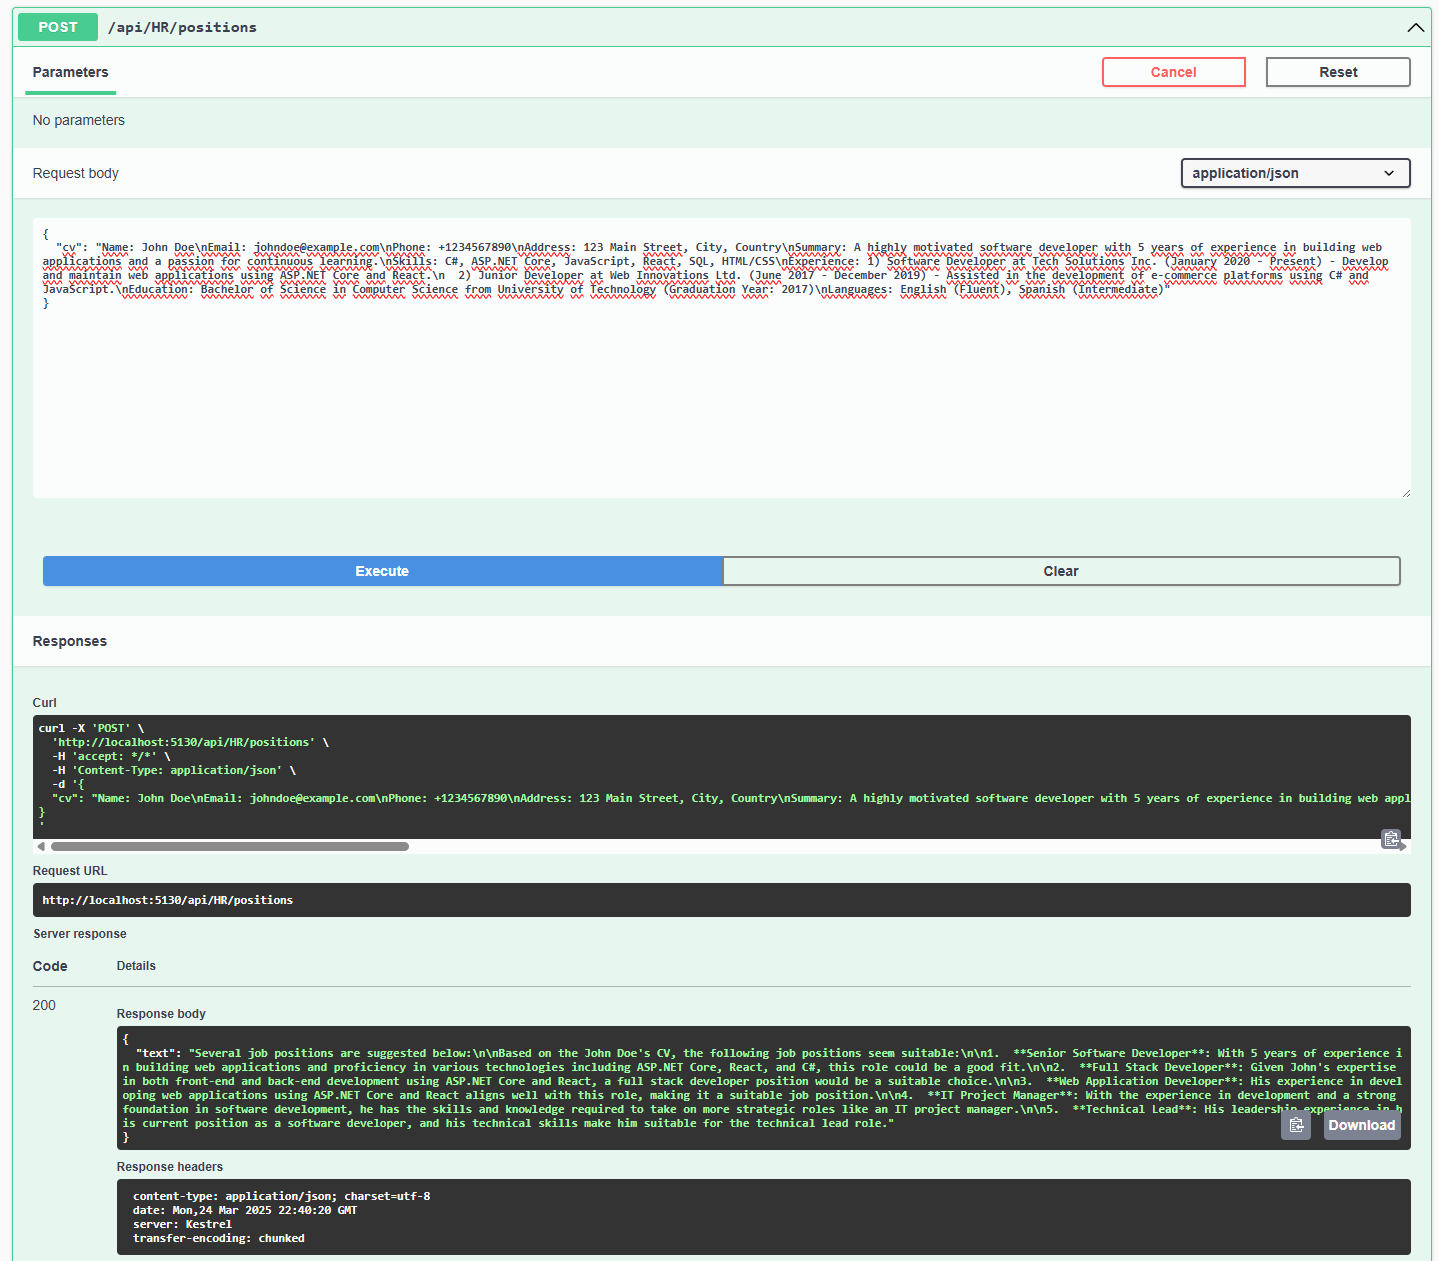 POST /api/HR/positions
Parameters
Cancel
Reset
No parameters
Request body
application/json
{
  "cv": "Name: John Doe\nEmail: johndoe@example.com\nPhone: +1234567890\nAddress: 123 Main Street, City, Country\nSummary: A highly motivated software developer with 5 years of experience in building web
applications and a passion for continuous learning.\nSkills: C#, ASP.NET Core, JavaScript, React, SQL, HTML/CSS\nExperience: 1) Software Developer at Tech Solutions Inc. (January 2020 - Present) - Develop
and maintain web applications using ASP.NET Core and React.\n  2) Junior Developer at Web Innovations Ltd. (June 2017 - December 2019) - Assisted in the development of e-commerce platforms using C# and
JavaScript.\nEducation: Bachelor of Science in Computer Science from University of Technology (Graduation Year: 2017)\nLanguages: English (Fluent), Spanish (Intermediate)"
}
Execute
Clear
Responses
Curl
curl -X 'POST' \
  'http://localhost:5130/api/HR/positions' \
  -H 'accept: */*' \
  -H 'Content-Type: application/json' \
  -d '{
  "cv": "Name: John Doe\nEmail: johndoe@example.com\nPhone: +1234567890\nAddress: 123 Main Street, City, Country\nSummary: A highly motivated software developer with 5 years of experience in building web appl
}
'
Request URL
http://localhost:5130/api/HR/positions
Server response
Code Details
200
Response body
{
  "text": "Several job positions are suggested below:\n\nBased on the John Doe's CV, the following job positions seem suitable:\n\n1.  **Senior Software Developer**: With 5 years of experience i
n building web applications and proficiency in various technologies including ASP.NET Core, React, and C#, this role could be a good fit.\n\n2.  **Full Stack Developer**: Given John's expertise
in both front-end and back-end development using ASP.NET Core and React, a full stack developer position would be a suitable choice.\n\n3.  **Web Application Developer**: His experience in devel
oping web applications using ASP.NET Core and React aligns well with this role, making it a suitable job position.\n\n4.  **IT Project Manager**: With the experience in development and a strong
foundation in software development, he has the skills and knowledge required to take on more strategic roles like an IT project manager.\n\n5.  **Technical Lead**: His leadership experience in h
is current position as a software developer, and his technical skills make him suitable for the technical lead role."
}
Download
Response headers
content-type: application/json; charset=utf-8
date: Mon,24 Mar 2025 22:40:20 GMT
server: Kestrel
transfer-encoding: chunked